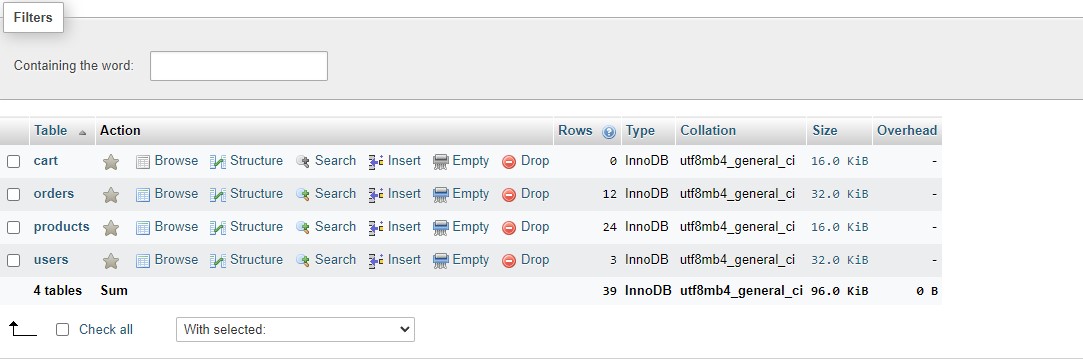 Filters
Containing the word:
Table Action Rows Type Collation Size Overhead
cart Browse Structure Search Insert Empty Drop 0 InnoDB utf8mb4_general_ci 16.0 KiB -
orders Browse Structure Search Insert Empty Drop 12 InnoDB utf8mb4_general_ci 32.0 KiB -
products Browse Structure Search Insert Empty Drop 24 InnoDB utf8mb4_general_ci 16.0 KiB -
users Browse Structure Search Insert Empty Drop 3 InnoDB utf8mb4_general_ci 32.0 KiB -
4 tables Sum 39 InnoDB utf8mb4_general_ci 96.0 KiB 0 B
Check all With selected: